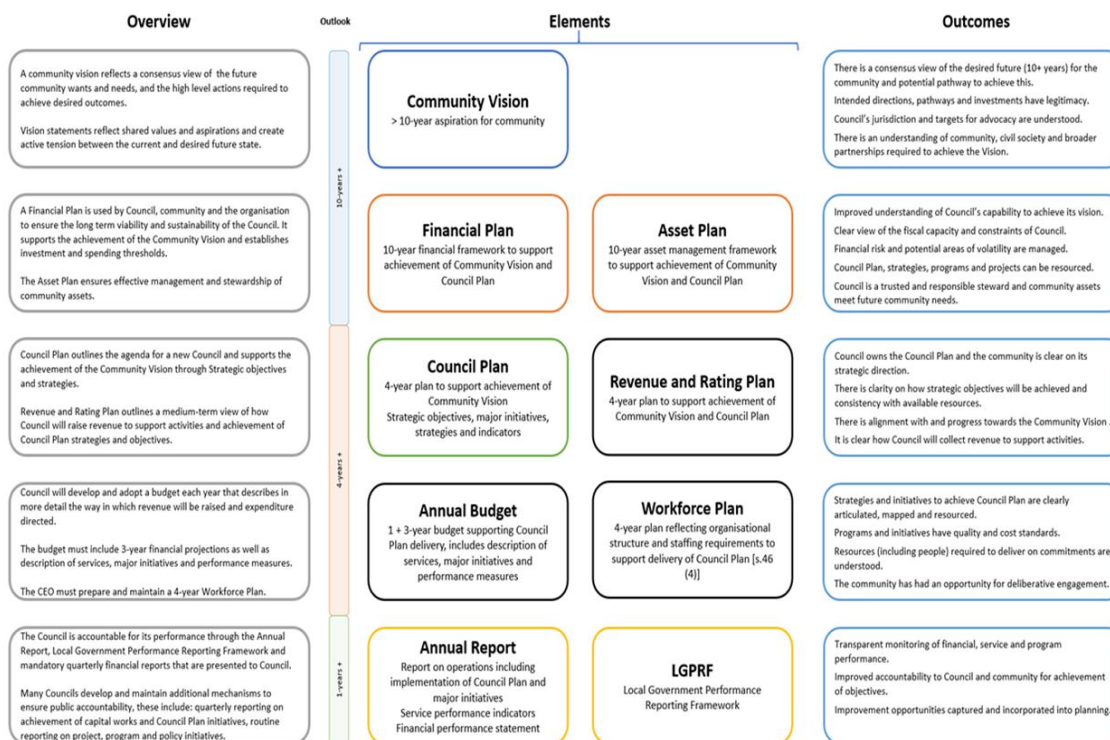 Overview
Outlook
Elements
Outcomes
A community vision reflects a consensus view of the future
community wants and needs, and the high level actions required to
achieve desired outcomes.
Vision statements reflect shared values and aspirations and create
active tension between the current and desired future state.
10-years +
Community Vision
> 10-year aspiration for community
There is a consensus view of the desired future (10+ years) for the
community and potential pathway to achieve this.
Intended directions, pathways and investments have legitimacy.
Council's jurisdiction and targets for advocacy are understood.
There is an understanding of community, civil society and broader
partnerships required to achieve the Vision.
A Financial Plan is used by Council, community and the organisation
to ensure the long term viability and sustainability of the Council. It
supports the achievement of the Community Vision and establishes
investment and spending thresholds.
The Asset Plan ensures effective management and stewardship of
community assets.
Financial Plan
10-year financial framework to support
achievement of Community Vision and
Council Plan
Asset Plan
10-year asset management framework
to support achievement of Community
Vision and Council Plan
Improved understanding of Council's capability to achieve its vision.
Clear view of the fiscal capacity and constraints of Council.
Financial risk and potential areas of volatility are managed.
Council Plan, strategies, programs and projects can be resourced.
Council is a trusted and responsible steward and community assets
meet future community needs.
Council Plan outlines the agenda for a new Council and supports the
achievement of the Community Vision through Strategic objectives
and strategies.
Revenue and Rating Plan outlines a medium-term view of how
Council will raise revenue to support activities and achievement of
Council Plan strategies and objectives.
4-years +
Council Plan
4-year plan to support achievement of
Community Vision
Strategic objectives, major initiatives,
strategies and indicators
Revenue and Rating Plan
4-year plan to support achievement of
Community Vision and Council Plan
Council owns the Council Plan and the community is clear on its
strategic direction.
There is clarity on how strategic objectives will be achieved and
consistency with available resources.
There is alignment with and progress towards the Community Vision .
It is clear how Council will collect revenue to support activities.
Council will develop and adopt a budget each year that describes in
more detail the way in which revenue will be raised and expenditure
directed.
The budget must include 3-year financial projections as well as
description of services, major initiatives and performance measures.
The CEO must prepare and maintain a 4-year Workforce Plan.
Annual Budget
1 + 3-year budget supporting Council
Plan delivery, includes description of
services, major initiatives and
performance measures
Workforce Plan
4-year plan reflecting organisational
structure and staffing requirements to
support delivery of Council Plan [s.46
(4)]
Strategies and initiatives to achieve Council Plan are clearly
articulated, mapped and resourced.
Programs and initiatives have quality and cost standards.
Resources (including people) required to deliver on commitments are
understood.
The community has had an opportunity for deliberative engagement.
The Council is accountable for its performance through the Annual
Report, Local Government Performance Reporting Framework and
mandatory quarterly financial reports that are presented to Council.
Many Councils develop and maintain additional mechanisms to
ensure public accountability, these include: quarterly reporting on
achievement of capital works and Council Plan initiatives, routine
reporting on project, program and policy initiatives.
1-years +
Annual Report
Report on operations including
implementation of Council Plan and
major initiatives
Service performance indicators
Financial performance statement
LGPRF
Local Government Performance
Reporting Framework
Transparent monitoring of financial, service and program
performance.
Improved accountability to Council and community for achievement
of objectives.
Improvement opportunities captured and incorporated into planning.